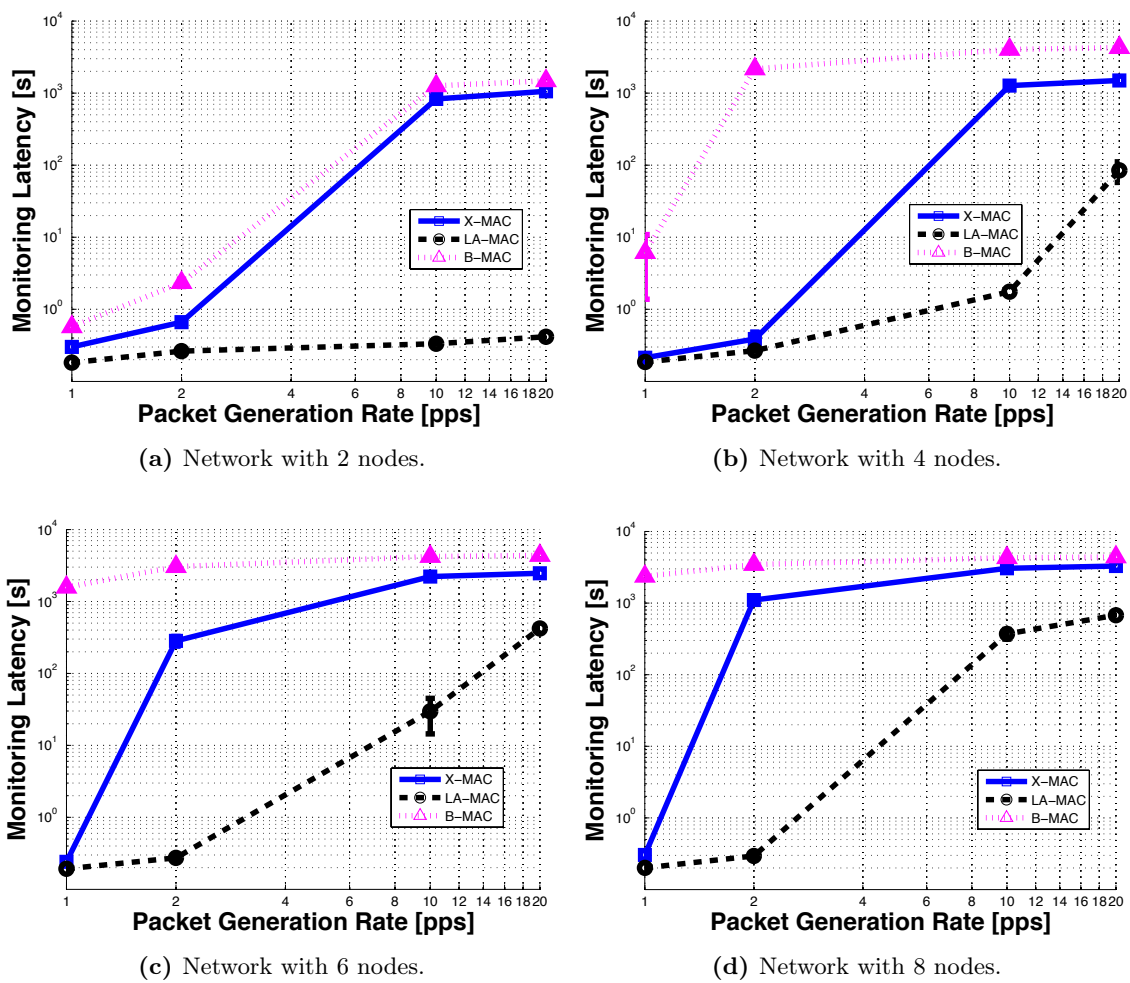 10^4
10^3
10^2
10^1
10^0
Monitoring Latency [s]
X−MAC
LA−MAC
B−MAC
1 2 4 6 8 10 12 14 16 18 20
Packet Generation Rate [pps]
(a) Network with 2 nodes.
10^4
10^3
10^2
10^1
10^0
Monitoring Latency [s]
X−MAC
LA−MAC
B−MAC
1 2 4 6 8 10 12 14 16 18 20
Packet Generation Rate [pps]
(b) Network with 4 nodes.
10^4
10^3
10^2
10^1
10^0
Monitoring Latency [s]
X−MAC
LA−MAC
B−MAC
1 2 4 6 8 10 12 14 16 18 20
Packet Generation Rate [pps]
(c) Network with 6 nodes.
10^4
10^3
10^2
10^1
10^0
Monitoring Latency [s]
X−MAC
LA−MAC
B−MAC
1 2 4 6 8 10 12 14 16 18 20
Packet Generation Rate [pps]
(d) Network with 8 nodes.